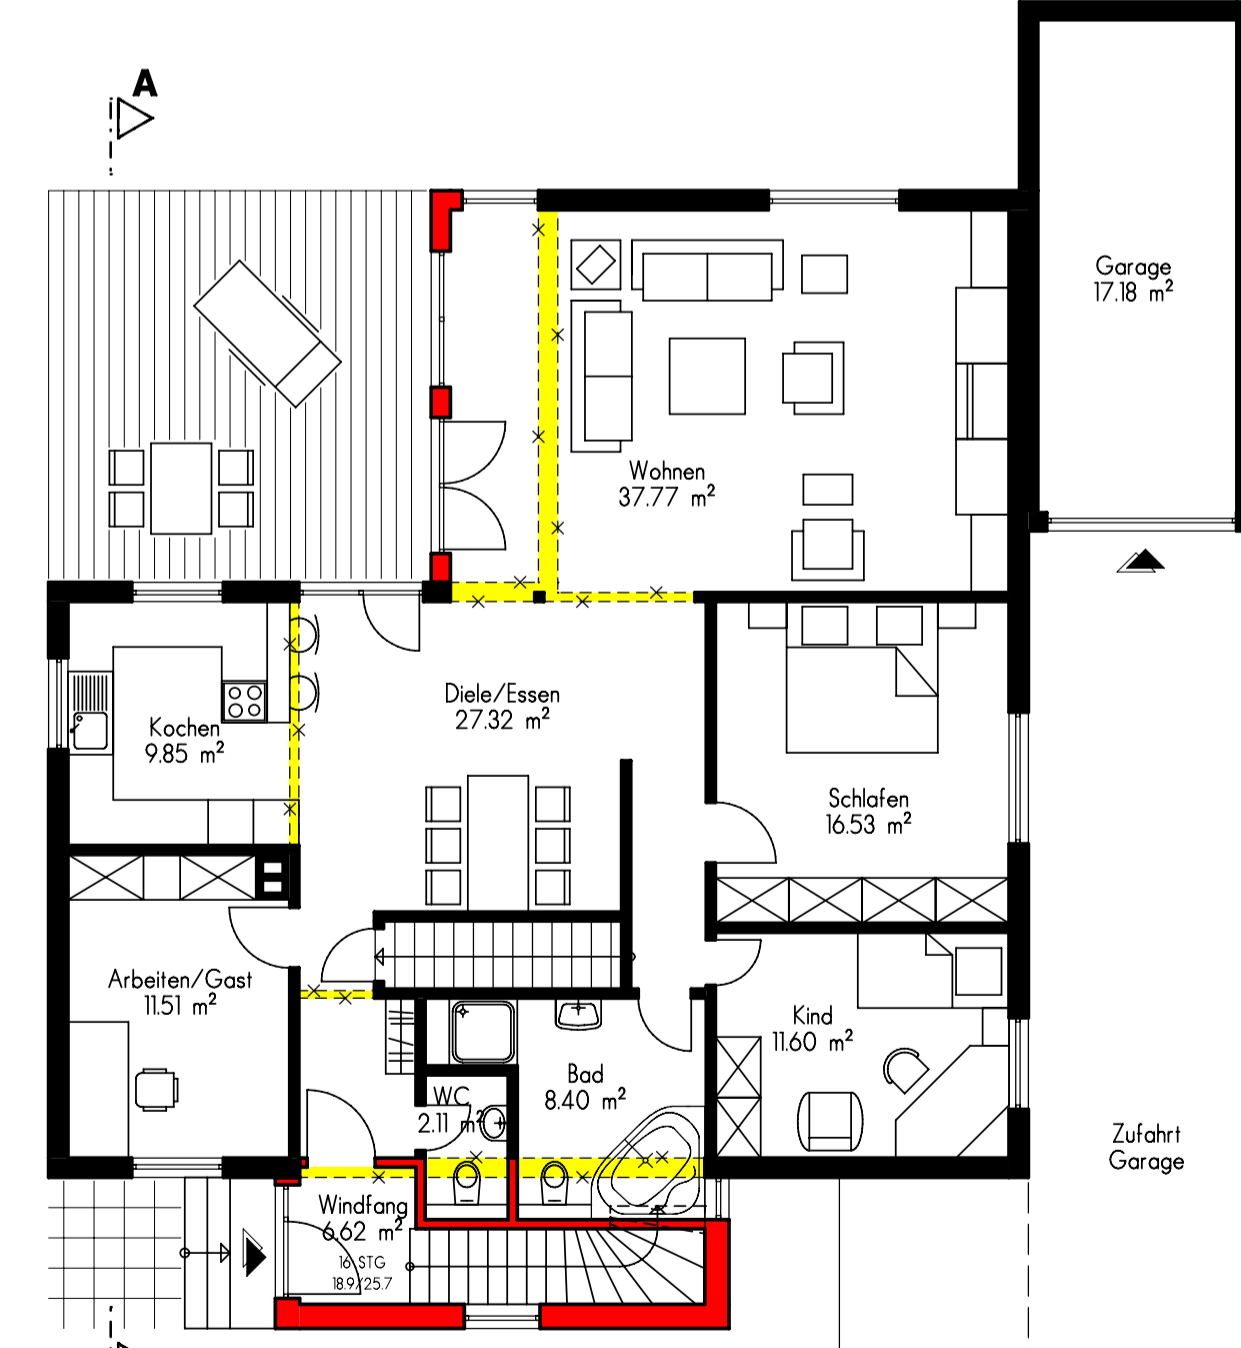 A
Garage
17.18 m²
Wohnen
37.77 m²
Diele/Essen
27.32 m²
Kochen
9.85 m²
Schlafen
16.53 m²
Arbeiten/Gast
11.51 m²
Kind
11.60 m²
Bad
8.40 m²
WC
2.11 m²
Zufahrt
Garage
Windfang
6.62 m²
16 STG
18.9/25.7